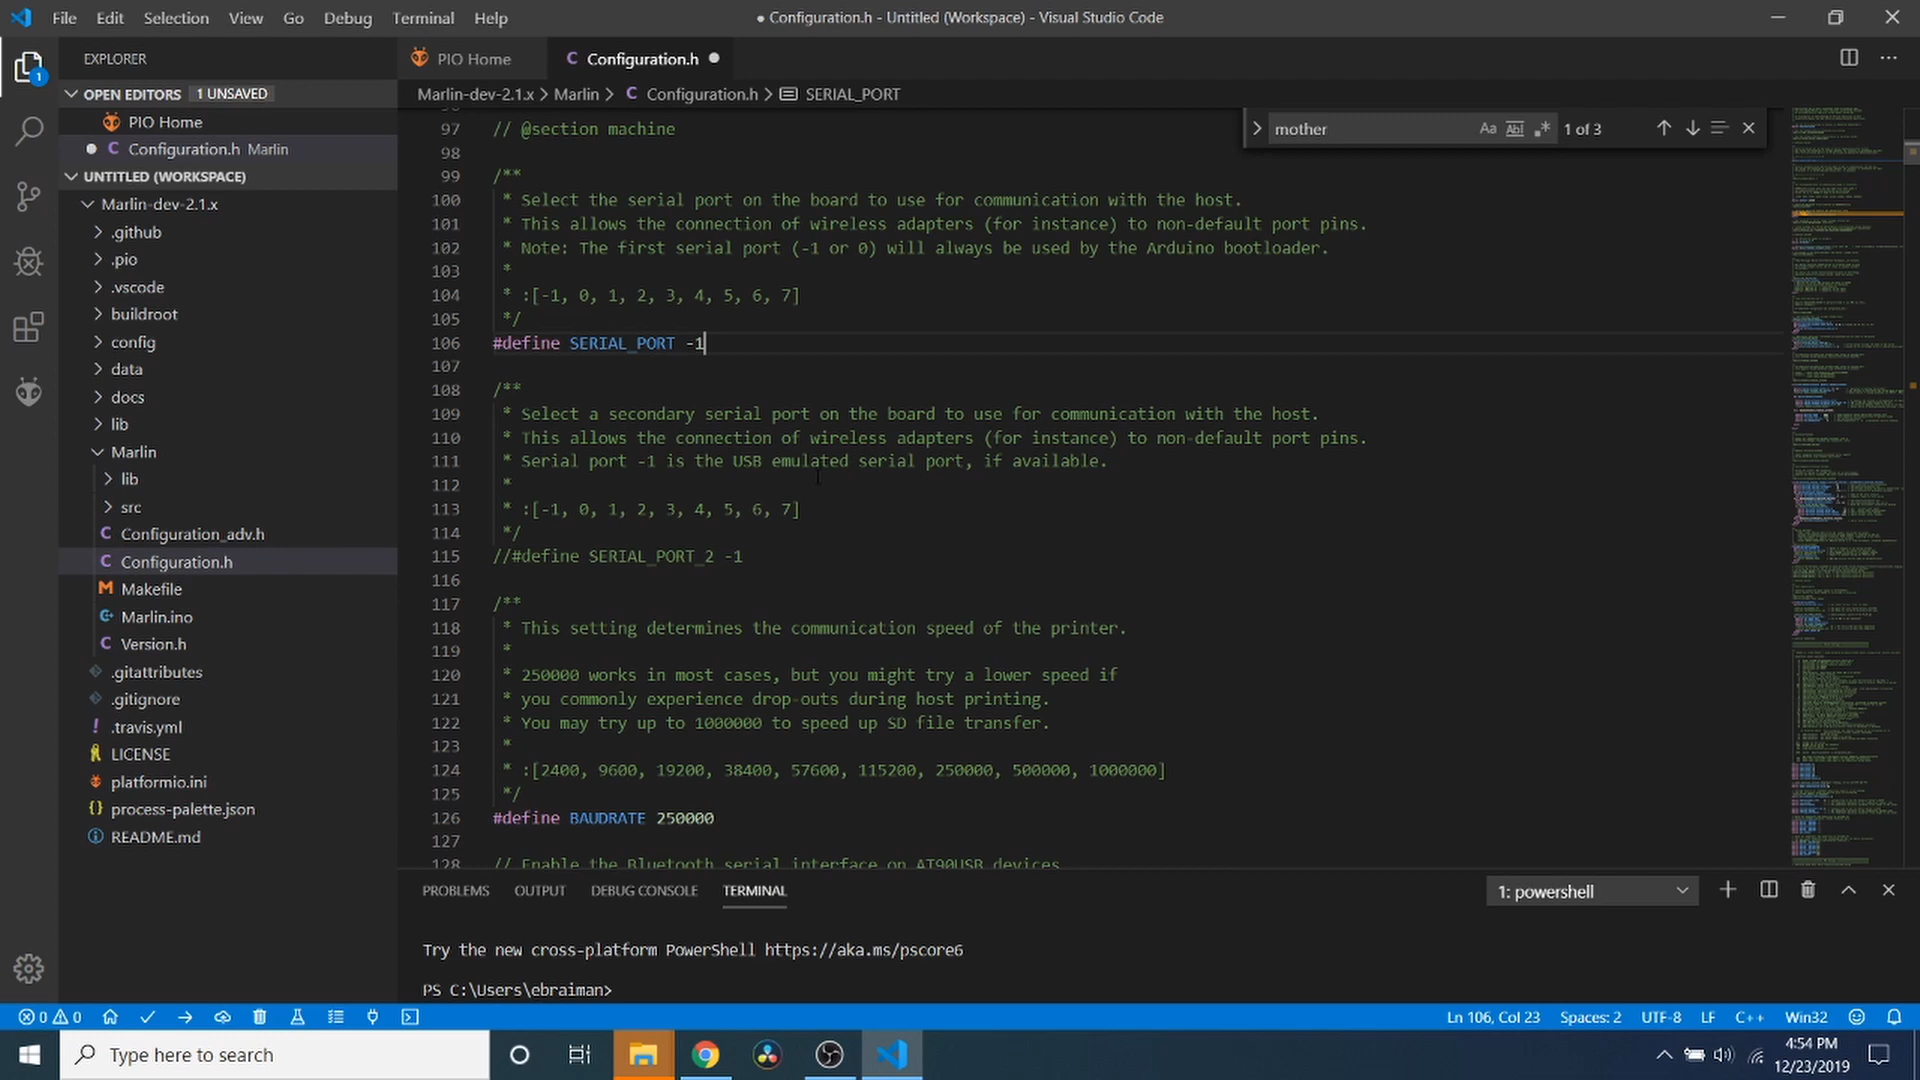 File Edit Selection View Go Debug Terminal Help
● Configuration.h - Untitled (Workspace) - Visual Studio Code
EXPLORER
OPEN EDITORS 1 UNSAVED
PIO Home
● C Configuration.h Marlin
UNTITLED (WORKSPACE)
Marlin-dev-2.1.x
.github
.pio
.vscode
buildroot
config
data
docs
lib
Marlin
lib
src
C Configuration_adv.h
C Configuration.h
M Makefile
Marlin.ino
C Version.h
.gitattributes
.gitignore
! .travis.yml
LICENSE
platformio.ini
{} process-palette.json
README.md
1
PIO Home
C Configuration.h ●
Marlin-dev-2.1.x > Marlin > C Configuration.h > SERIAL_PORT
mother Aa Abl .* 1 of 3
97 // @section machine
98
99 /**
100 * Select the serial port on the board to use for communication with the host.
101 * This allows the connection of wireless adapters (for instance) to non-default port pins.
102 * Note: The first serial port (-1 or 0) will always be used by the Arduino bootloader.
103 *
104 * :[-1, 0, 1, 2, 3, 4, 5, 6, 7]
105 */
106 #define SERIAL_PORT -1
107
108 /**
109 * Select a secondary serial port on the board to use for communication with the host.
110 * This allows the connection of wireless adapters (for instance) to non-default port pins.
111 * Serial port -1 is the USB emulated serial port, if available.
112 *
113 * :[-1, 0, 1, 2, 3, 4, 5, 6, 7]
114 */
115 //#define SERIAL_PORT_2 -1
116
117 /**
118 * This setting determines the communication speed of the printer.
119 *
120 * 250000 works in most cases, but you might try a lower speed if
121 * you commonly experience drop-outs during host printing.
122 * You may try up to 1000000 to speed up SD file transfer.
123 *
124 * :[2400, 9600, 19200, 38400, 57600, 115200, 250000, 500000, 1000000]
125 */
126 #define BAUDRATE 250000
127
128 // Enable the Bluetooth serial interface on AT90USB devices
PROBLEMS OUTPUT DEBUG CONSOLE TERMINAL
1: powershell
Try the new cross-platform PowerShell https://aka.ms/pscore6
PS C:\Users\ebraiman>
0 0
Ln 106, Col 23 Spaces: 2 UTF-8 LF C++ Win32
Type here to search
4:54 PM
12/23/2019